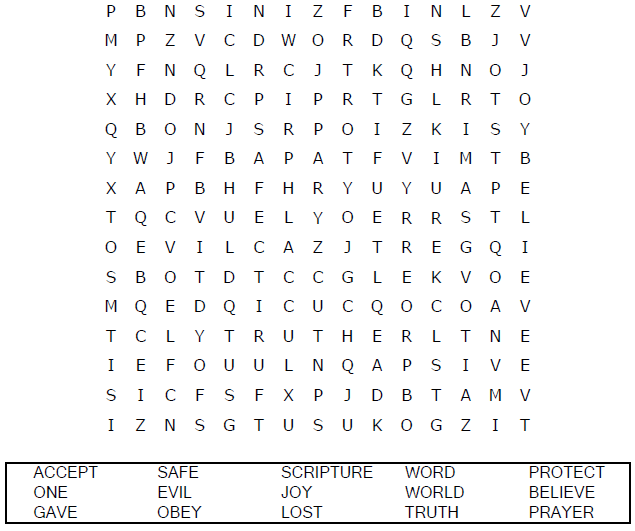 P B N S I N I Z F B I N L Z V
M P Z V C D W O R D Q S B J V
Y F N Q L R C J T K Q H N O J
X H D R C P I P R T G L R T O
Q B O N J S R P O I Z K I S Y
Y W J F B A P A T F V I M T B
X A P B H F H R Y U Y U A P E
T Q C V U E L Y O E R R S T L
O E V I L C A Z J T R E G Q I
S B O T D T C C G L E K V O E
M Q E D Q I C U C Q O C O A V
T C L Y T R U T H E R L T N E
I E F O U U L N Q A P S I V E
S I C F S F X P J D B T A M V
I Z N S G T U S U K O G Z I T
ACCEPT SAFE SCRIPTURE WORD PROTECT
ONE EVIL JOY WORLD BELIEVE
GAVE OBEY LOST TRUTH PRAYER